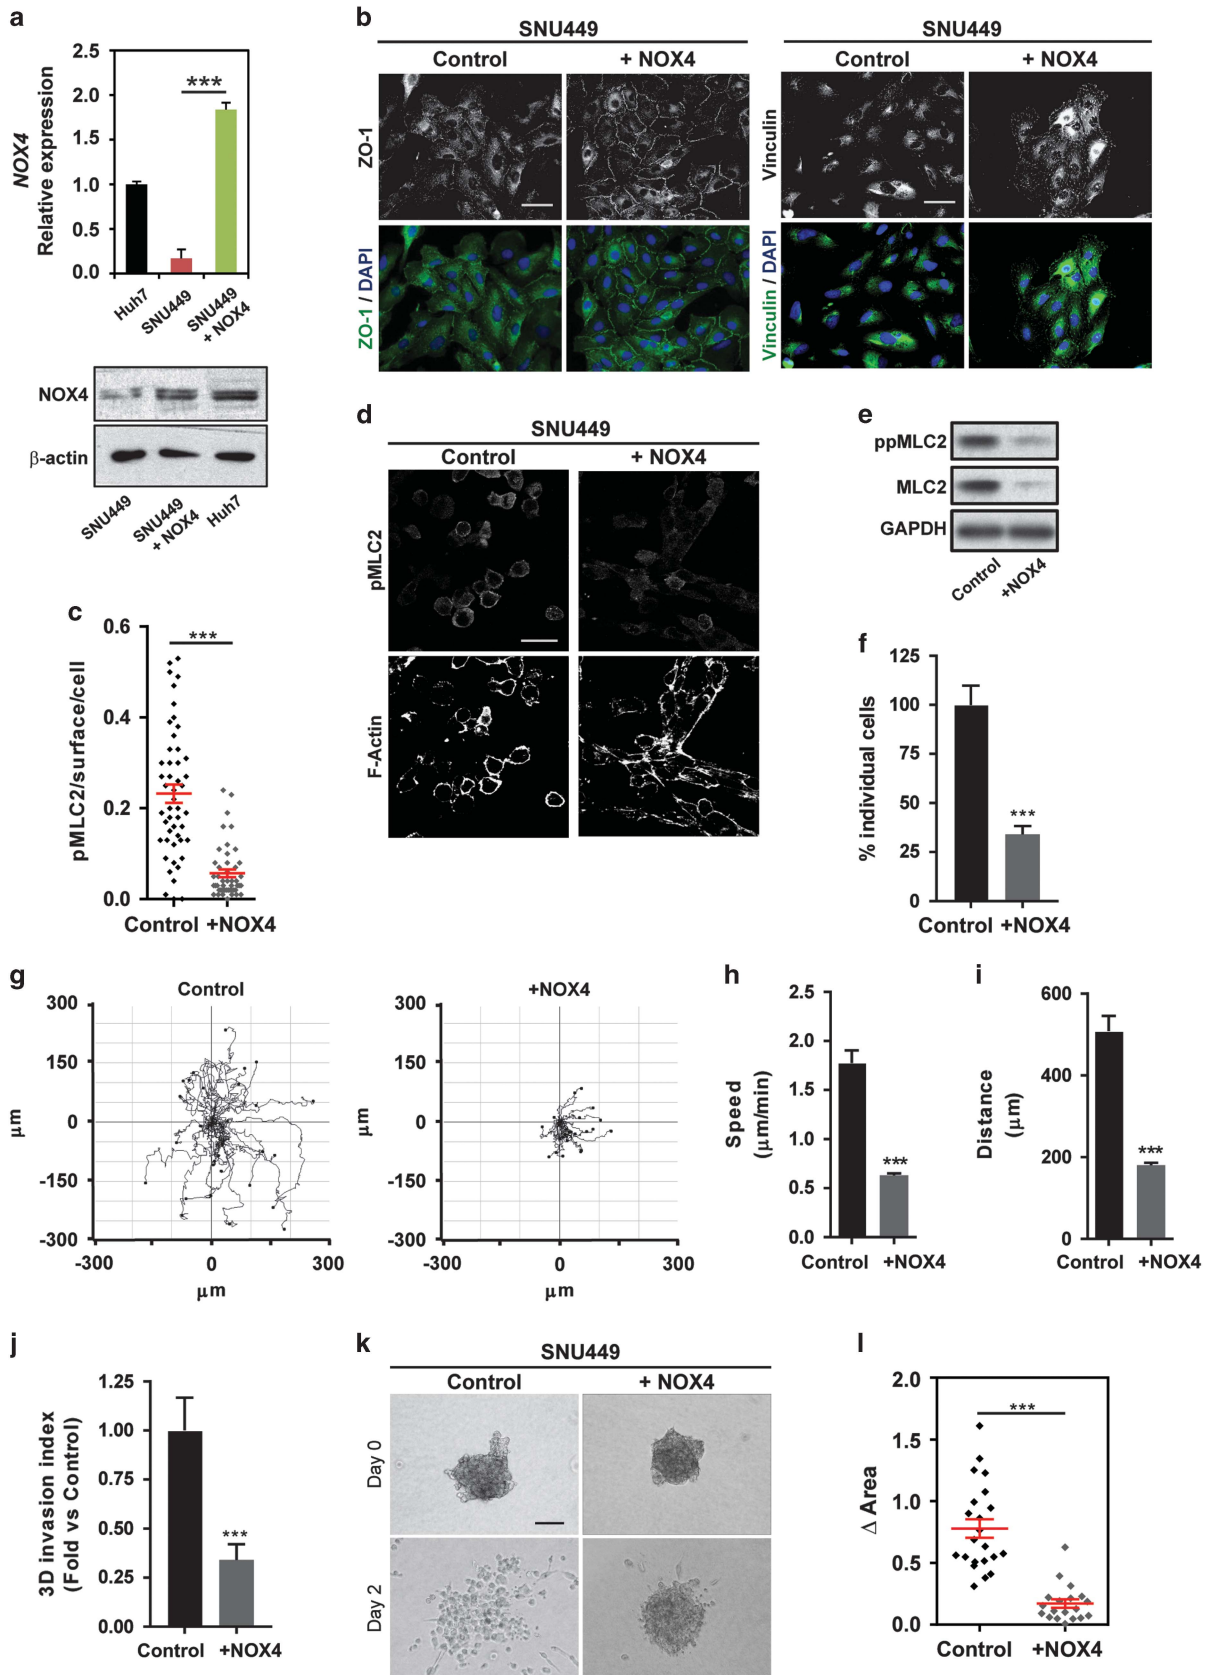 a
NOX4
Relative expression
2.5
2.0
1.5
1.0
0.5
0.0
***
Huh7
SNU449
SNU449
+ NOX4
NOX4
β-actin
SNU449
SNU449
+ NOX4
Huh7
b
SNU449
Control
+ NOX4
ZO-1
ZO-1 / DAPI
SNU449
Control
+ NOX4
Vinculin
Vinculin / DAPI
c
pMLC2/surface/cell
0.6
0.4
0.2
0.0
***
Control
+NOX4
d
SNU449
Control
+ NOX4
pMLC2
F-Actin
e
ppMLC2
MLC2
GAPDH
Control
+NOX4
f
% individual cells
125
100
75
50
25
0
***
Control
+NOX4
g
Control
300
150
0
-150
-300
μm
-300
0
300
μm
+NOX4
300
150
0
-150
-300
μm
-300
0
300
μm
h
Speed
(μm/min)
2.5
2.0
1.5
1.0
0.5
0.0
***
Control
+NOX4
i
Distance
(μm)
600
400
200
0
***
Control
+NOX4
j
3D invasion index
(Fold vs Control)
1.25
1.00
0.75
0.50
0.25
0.00
***
Control
+NOX4
k
SNU449
Control
+ NOX4
Day 0
Day 2
l
Δ Area
2.0
1.5
1.0
0.5
0.0
***
Control
+NOX4